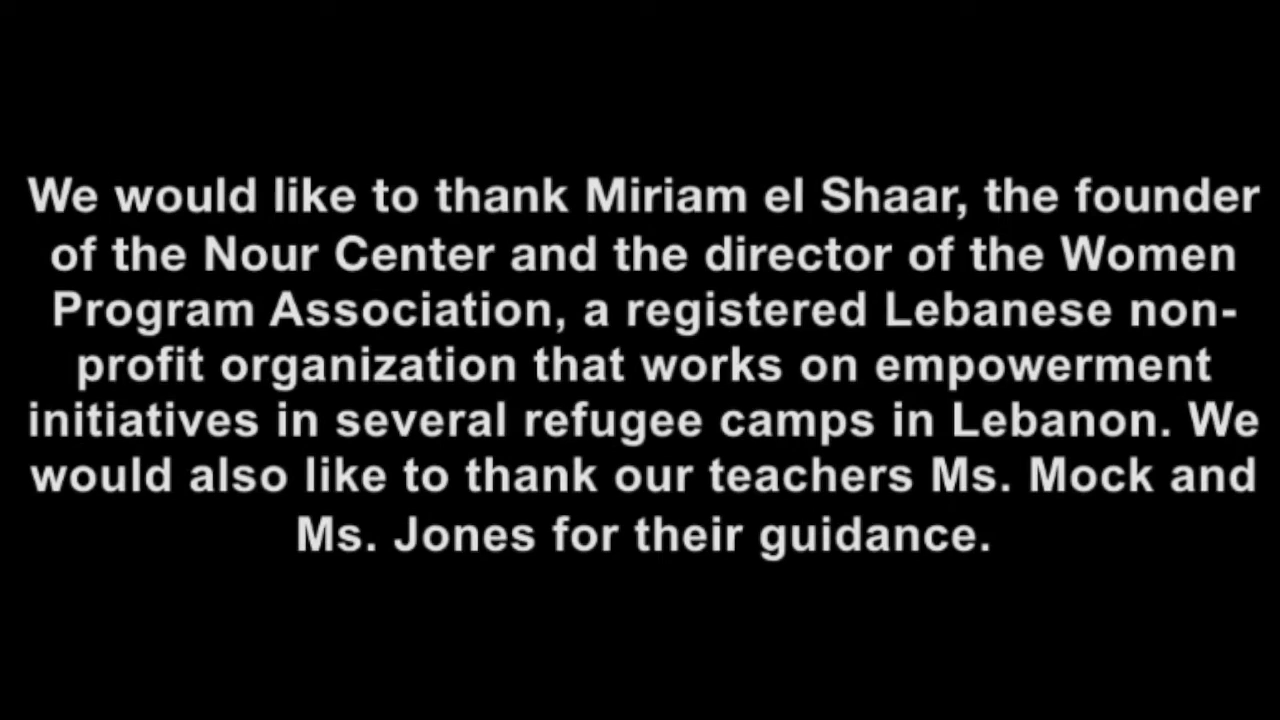 We would like to thank Miriam el Shaar, the founder
of the Nour Center and the director of the Women
Program Association, a registered Lebanese non-
profit organization that works on empowerment
initiatives in several refugee camps in Lebanon. We
would also like to thank our teachers Ms. Mock and
Ms. Jones for their guidance.